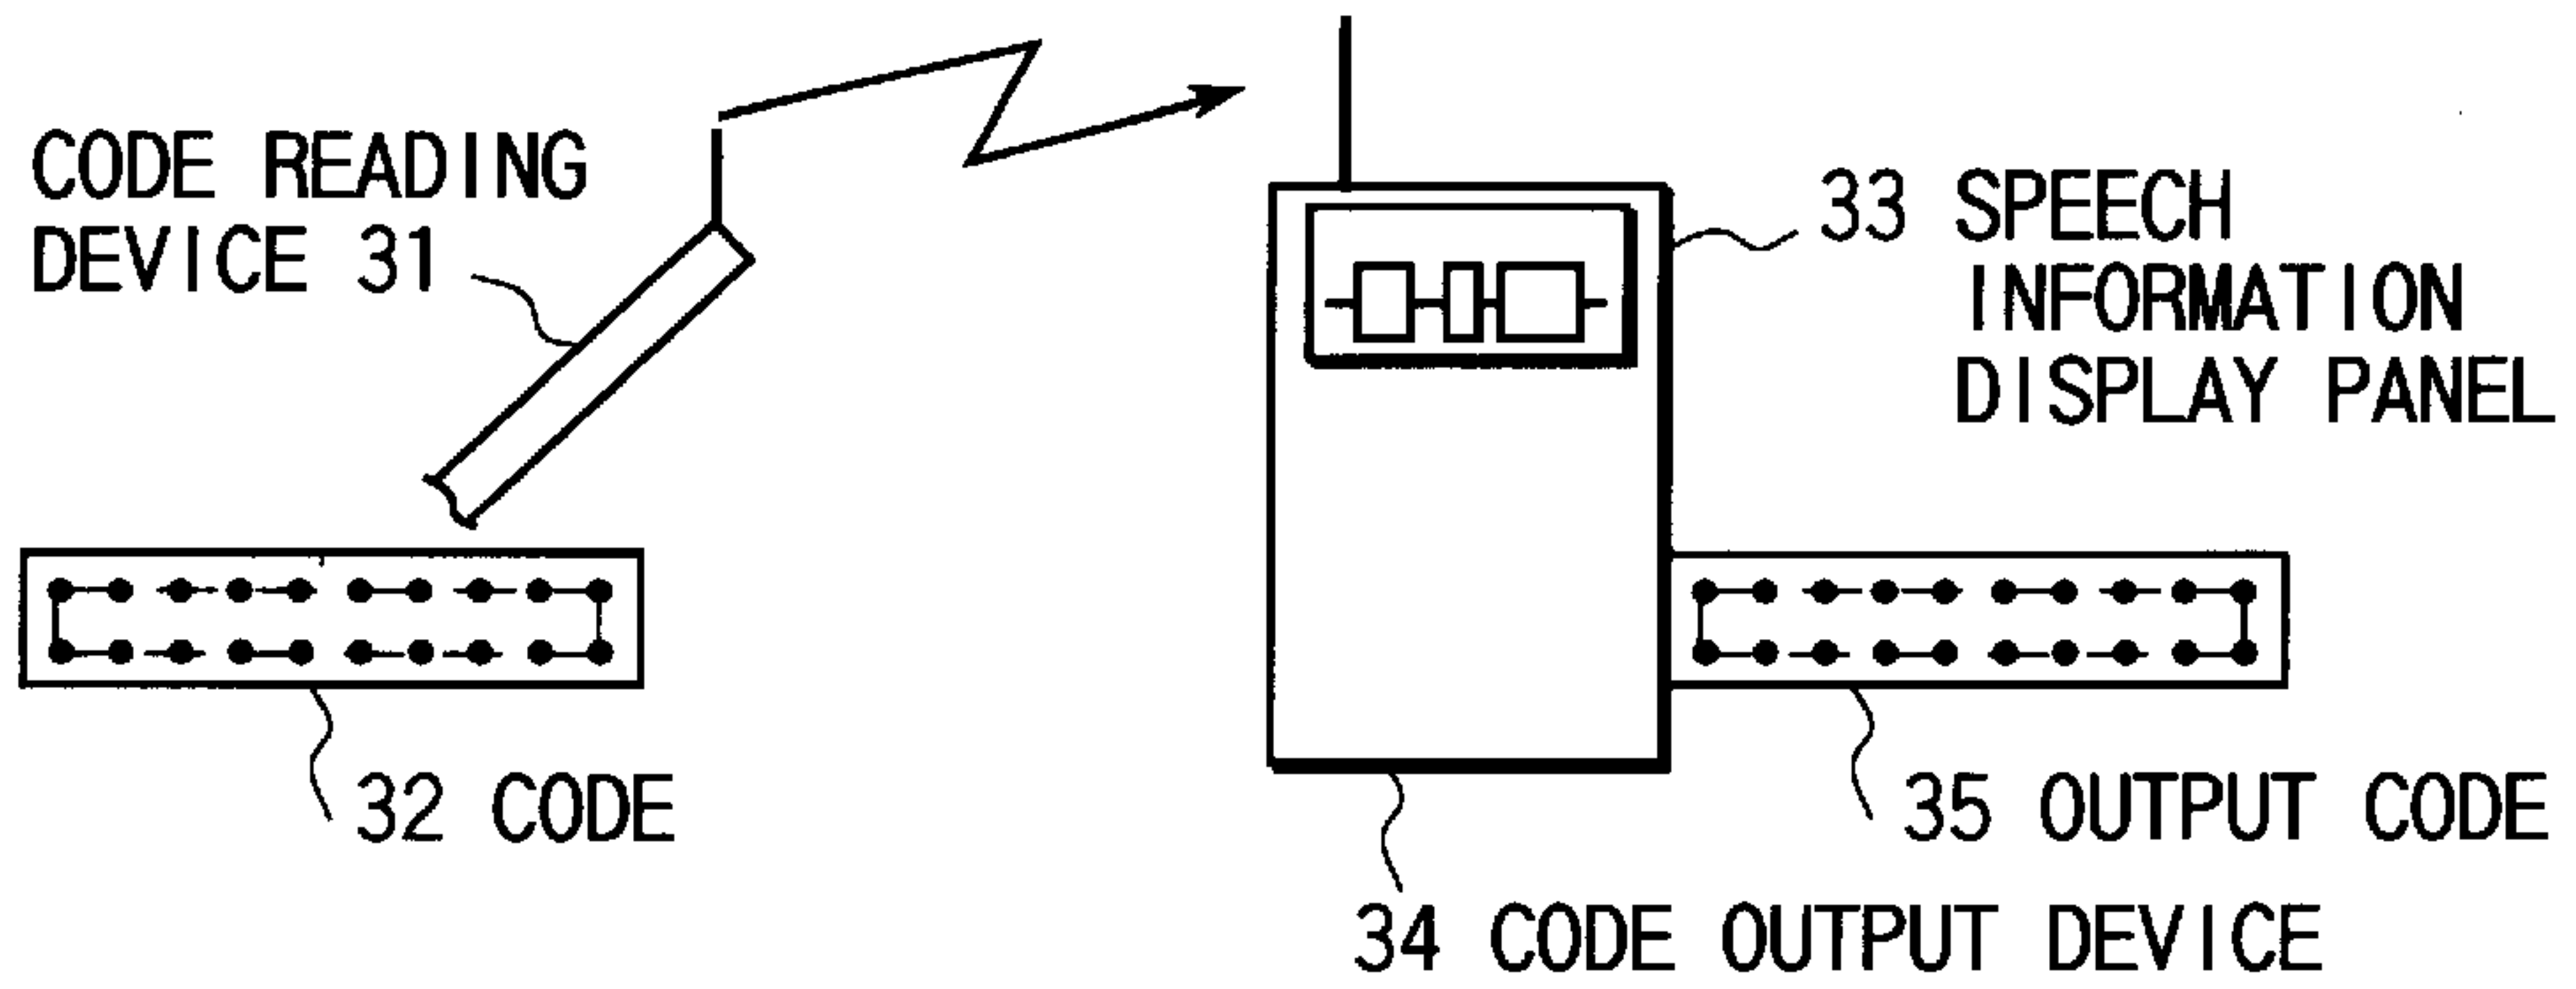 CODE READING
DEVICE 31
33 SPEECH
INFORMATION
DISPLAY PANEL
32 CODE
35 OUTPUT CODE
34 CODE OUTPUT DEVICE